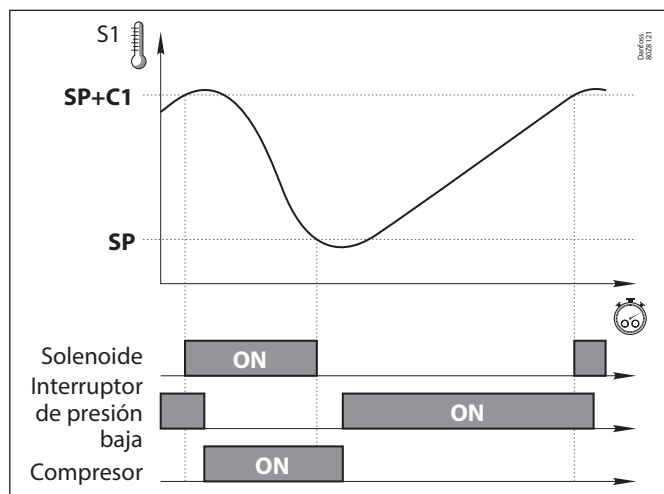 S1
Danfoss
80Z8121
SP+C1
SP
Solenoide
ON
Interruptor
de presión
baja
ON
Compresor
ON